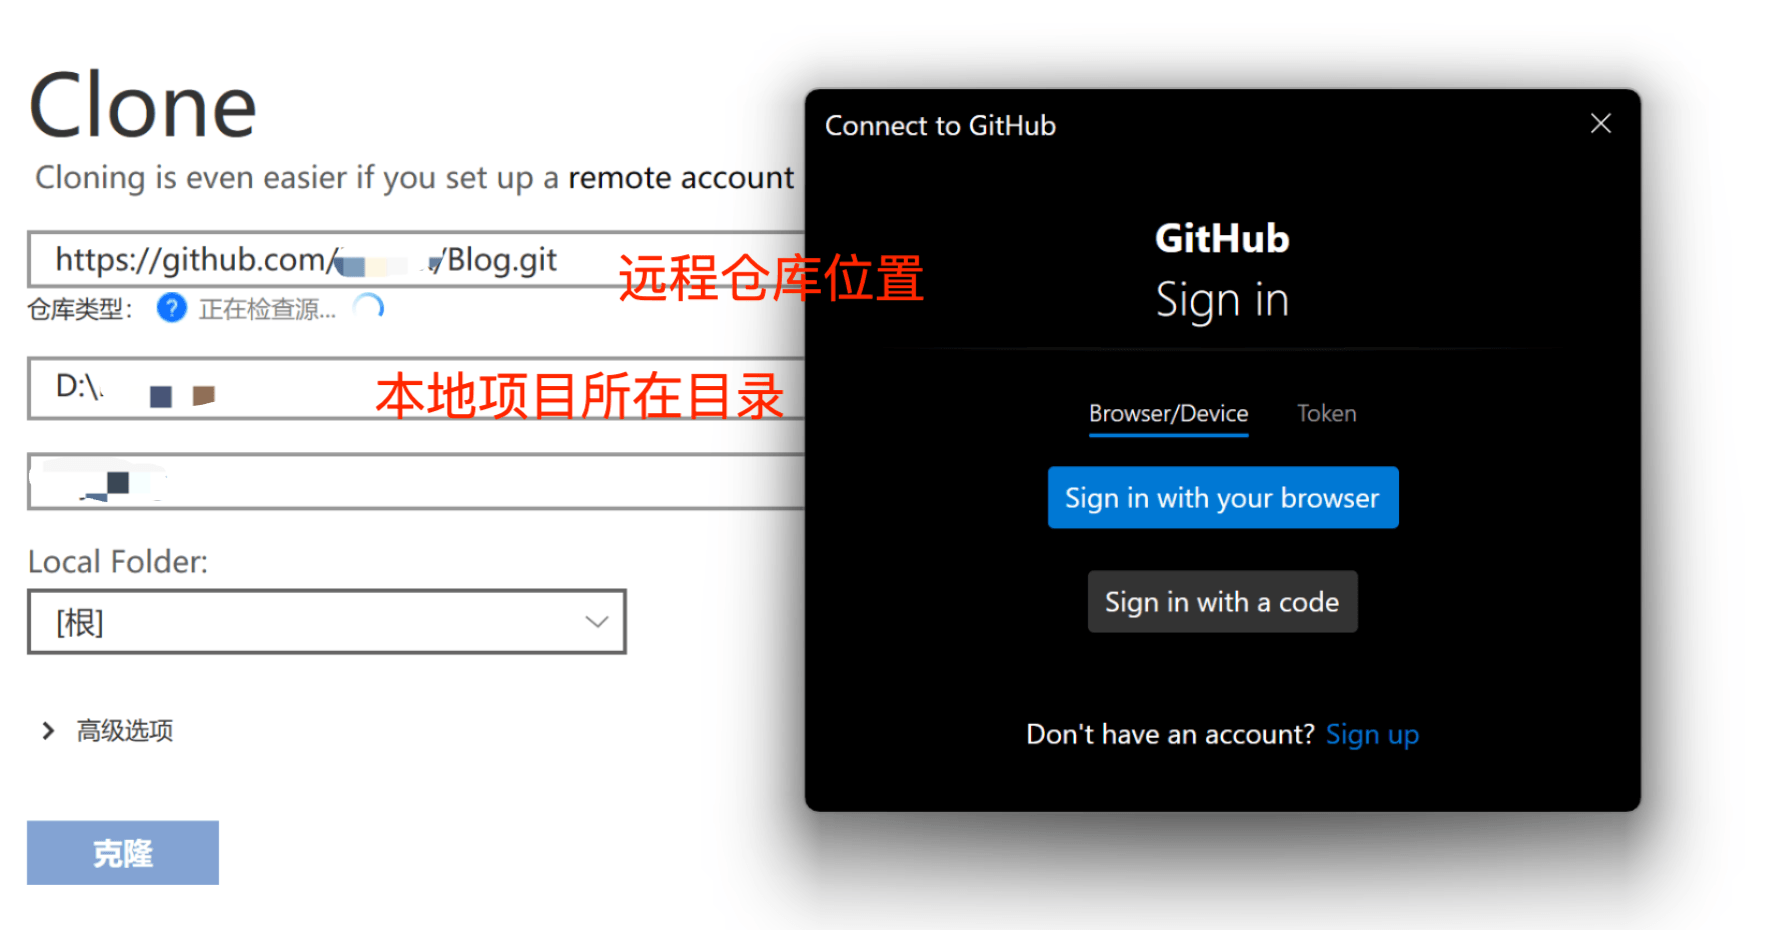 Clone
Cloning is even easier if you set up a remote account
https://github.com/ /Blog.git
远程仓库位置
仓库类型: ? 正在检查源...
D:\
本地项目所在目录
Local Folder:
[根]
高级选项
克隆
Connect to GitHub
GitHub
Sign in
Browser/Device Token
Sign in with your browser
Sign in with a code
Don't have an account? Sign up